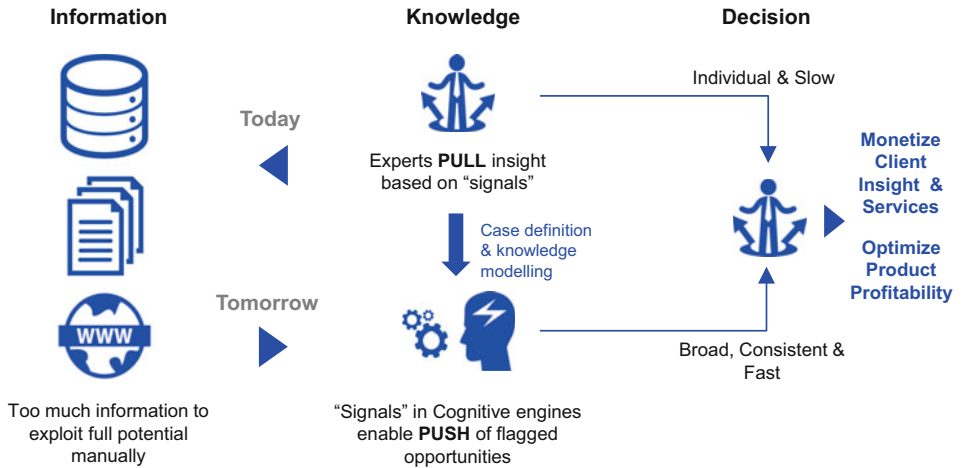 Information
Knowledge
Decision
Individual & Slow
Today
Experts PULL insight
based on “signals”
Monetize
Client
Insight &
Services
Case definition
& knowledge
modelling
Optimize
Product
Profitability
Tomorrow
WWW
Broad, Consistent &
Fast
Too much information to
exploit full potential
manually
“Signals” in Cognitive engines
enable PUSH of flagged
opportunities